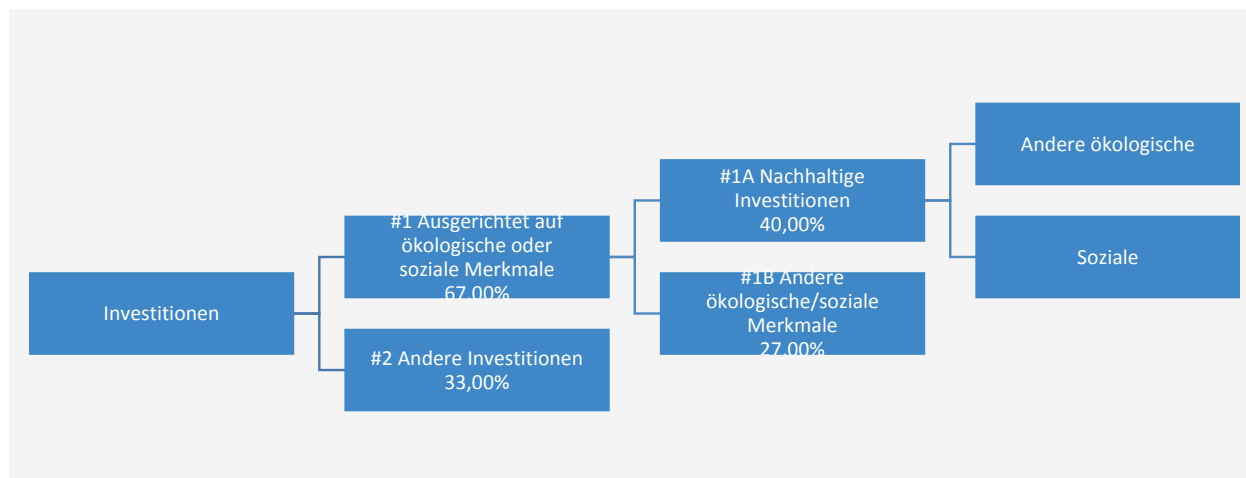 Investitionen
#1 Ausgerichtet auf
ökologische oder
soziale Merkmale
67,00%
#2 Andere Investitionen
33,00%
#1A Nachhaltige
Investitionen
40,00%
#1B Andere
ökologische/soziale
Merkmale
27,00%
Andere ökologische
Soziale